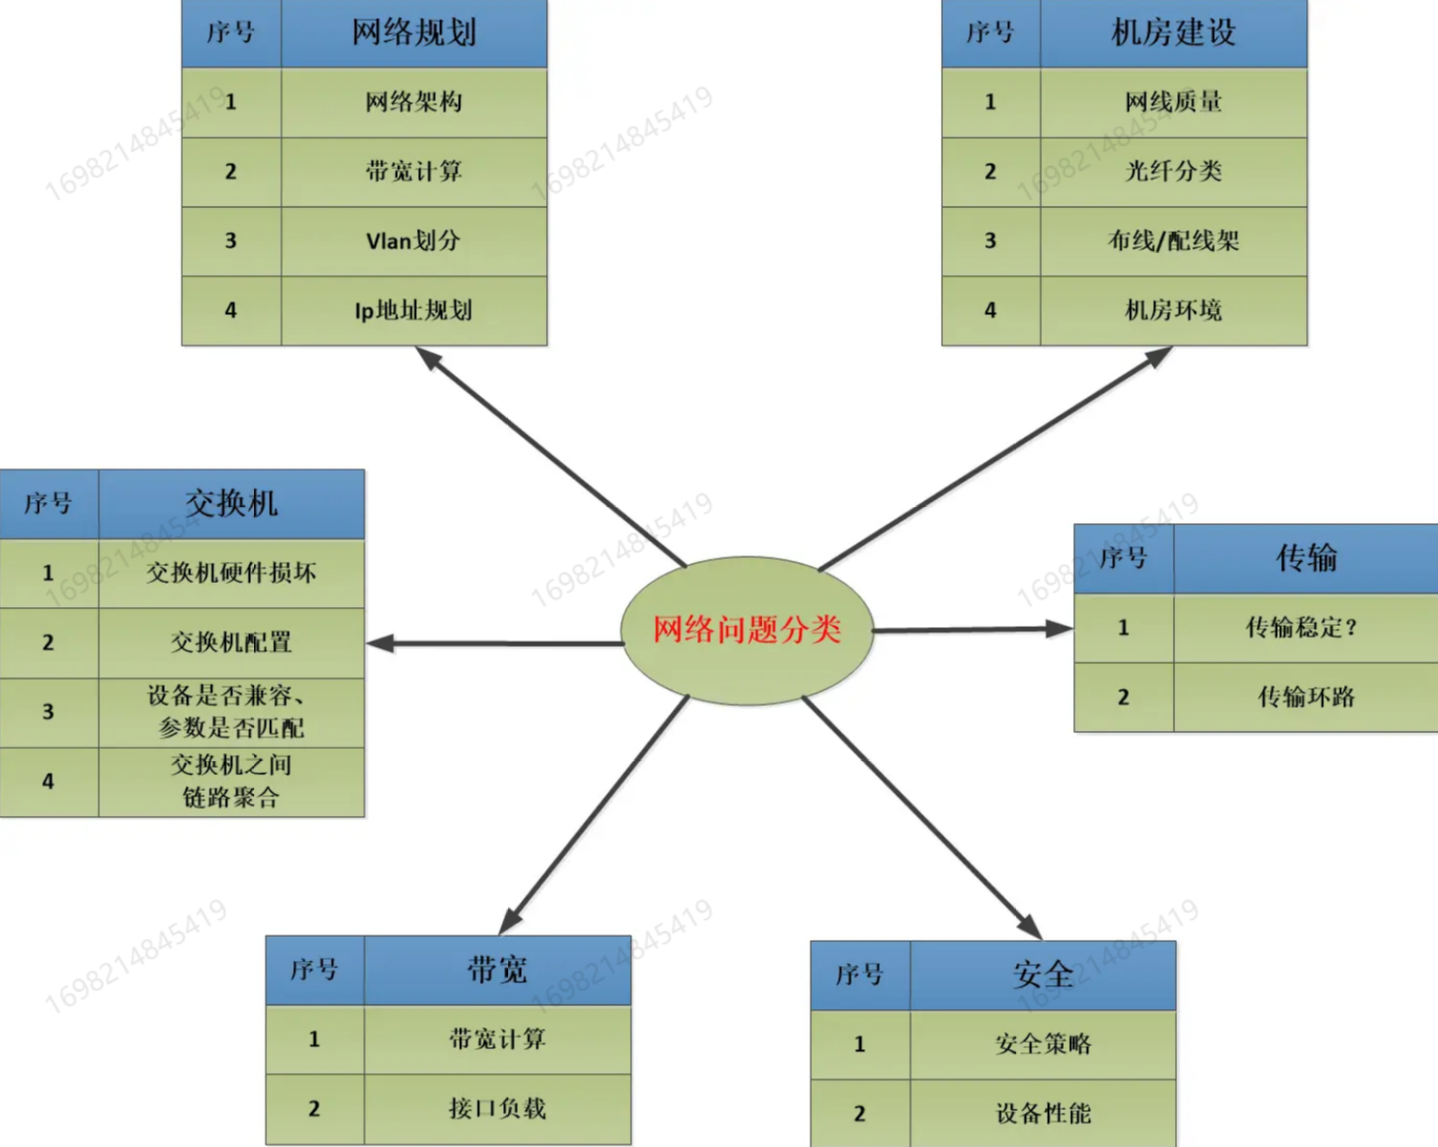 序号 网络规划
1 网络架构
2 带宽计算
3 Vlan划分
4 Ip地址规划
序号 机房建设
1 网线质量
2 光纤分类
3 布线/配线架
4 机房环境
序号 交换机
1 交换机硬件损坏
2 交换机配置
3 设备是否兼容、
参数是否匹配
4 交换机之间
链路聚合
网络问题分类
序号 传输
1 传输稳定?
2 传输环路
序号 带宽
1 带宽计算
2 接口负载
序号 安全
1 安全策略
2 设备性能
1698214845419
1698214845419
1698214845419
1698214845419
1698214845419
1698214845419
1698214845419
1698214845419
1698214845419